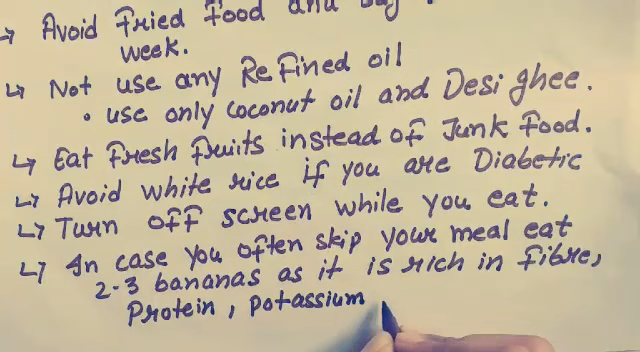 ↳ Avoid fried food and
week.
↳ Not use any Refined oil
• use only coconut oil and Desi ghee.
↳ Eat fresh fruits instead of Junk food.
↳ Avoid white rice if you are Diabetic
↳ Turn off screen while you eat.
↳ In case you often skip your meal eat
2-3 bananas as it is rich in fibre,
Protein, potassium